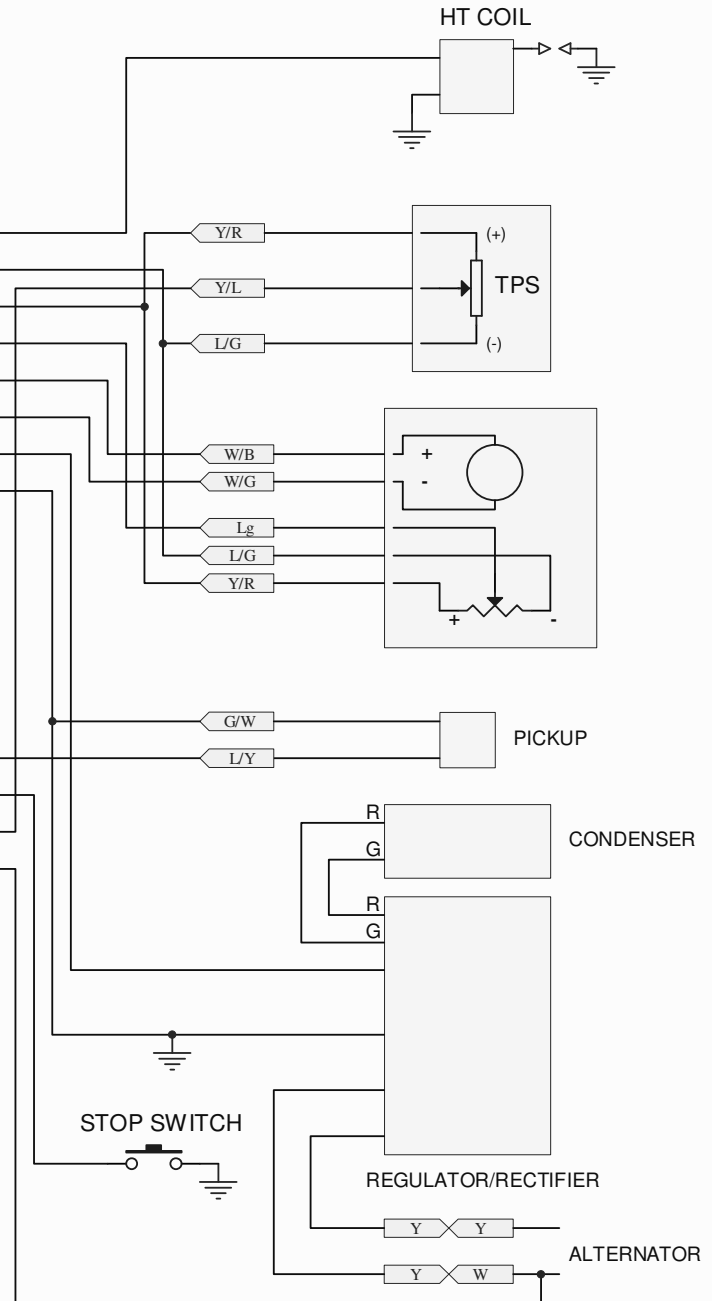 HT COIL
Y/R
(+)
Y/L
TPS
L/G
(-)
W/B
+
W/G
-
Lg
L/G
Y/R
+
-
G/W
PICKUP
L/Y
R
CONDENSER
G
R
G
STOP SWITCH
REGULATOR/RECTIFIER
Y Y
ALTERNATOR
Y W